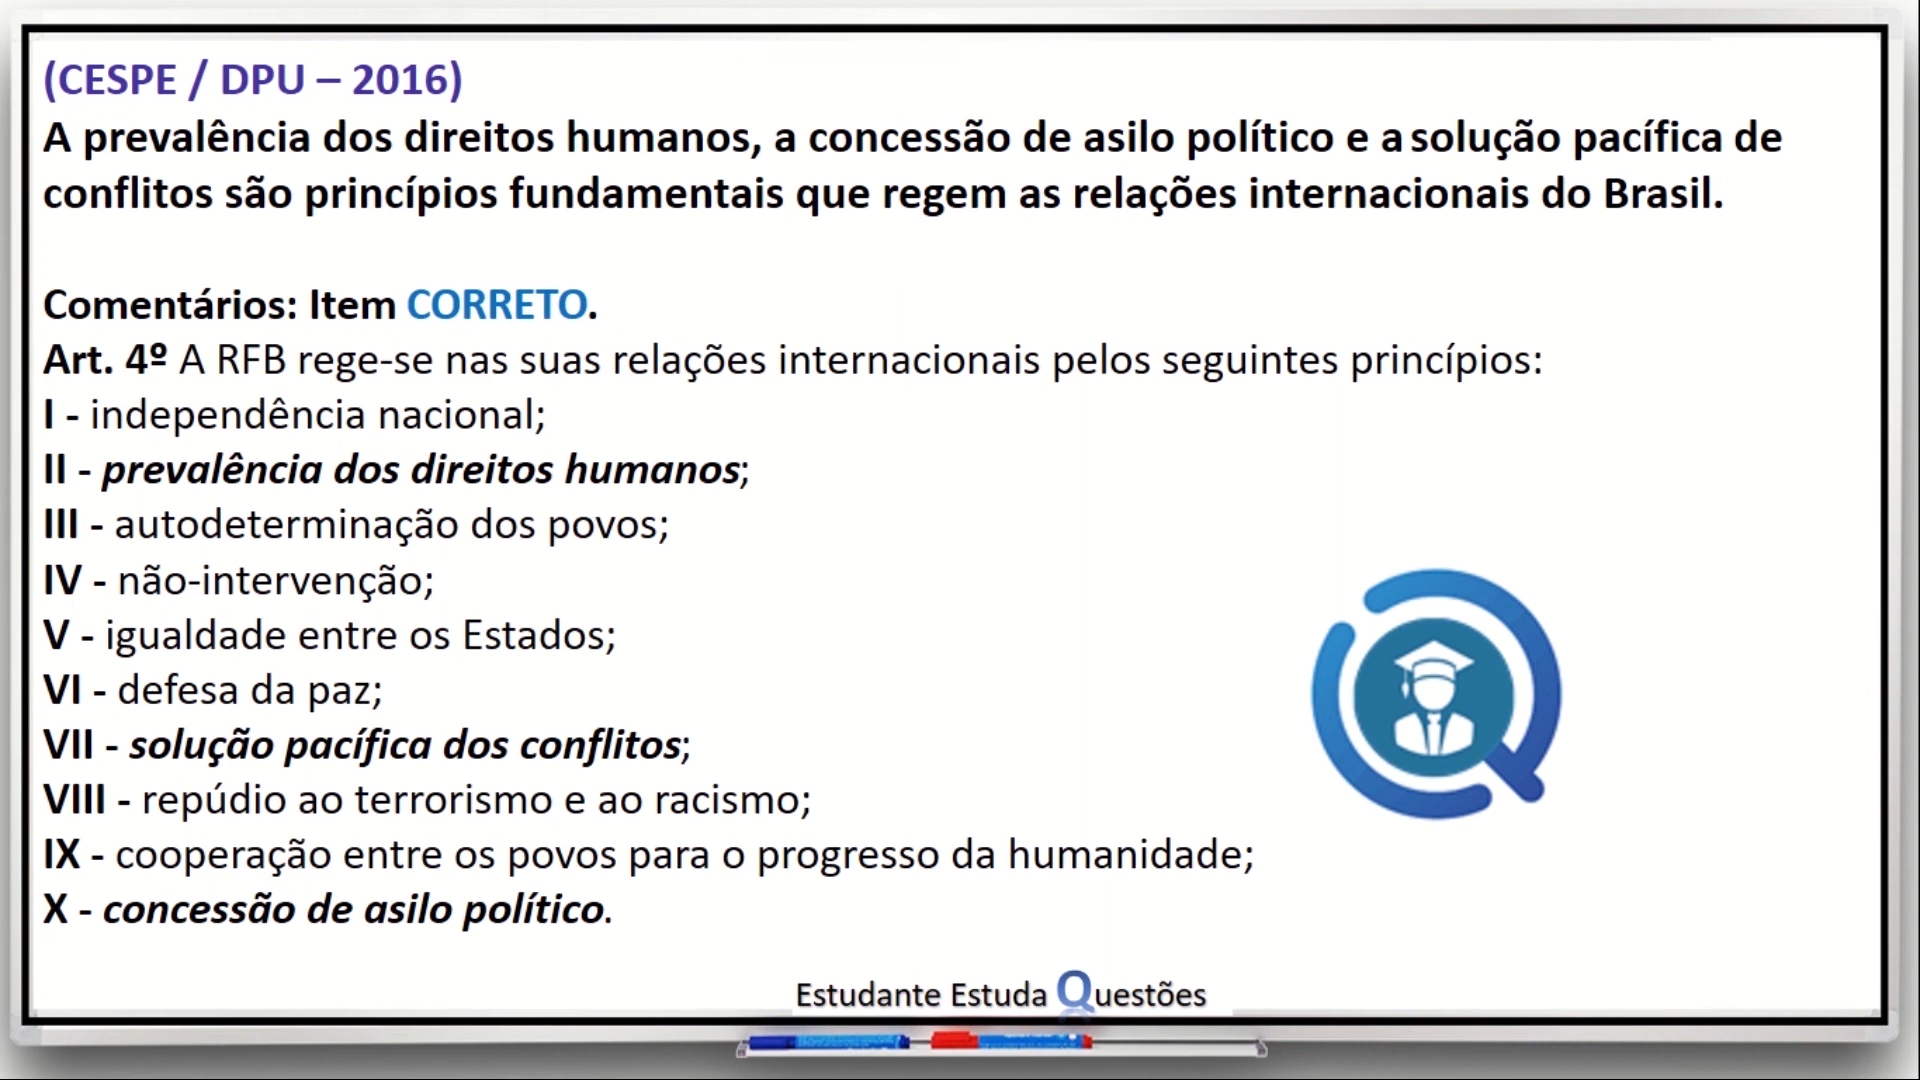 (CESPE / DPU – 2016)
A prevalência dos direitos humanos, a concessão de asilo político e a solução pacífica de
conflitos são princípios fundamentais que regem as relações internacionais do Brasil.
Comentários: Item CORRETO.
Art. 4º A RFB rege-se nas suas relações internacionais pelos seguintes princípios:
I - independência nacional;
II - prevalência dos direitos humanos;
III - autodeterminação dos povos;
IV - não-intervenção;
V - igualdade entre os Estados;
VI - defesa da paz;
VII - solução pacífica dos conflitos;
VIII - repúdio ao terrorismo e ao racismo;
IX - cooperação entre os povos para o progresso da humanidade;
X - concessão de asilo político.
Estudante Estuda Questões